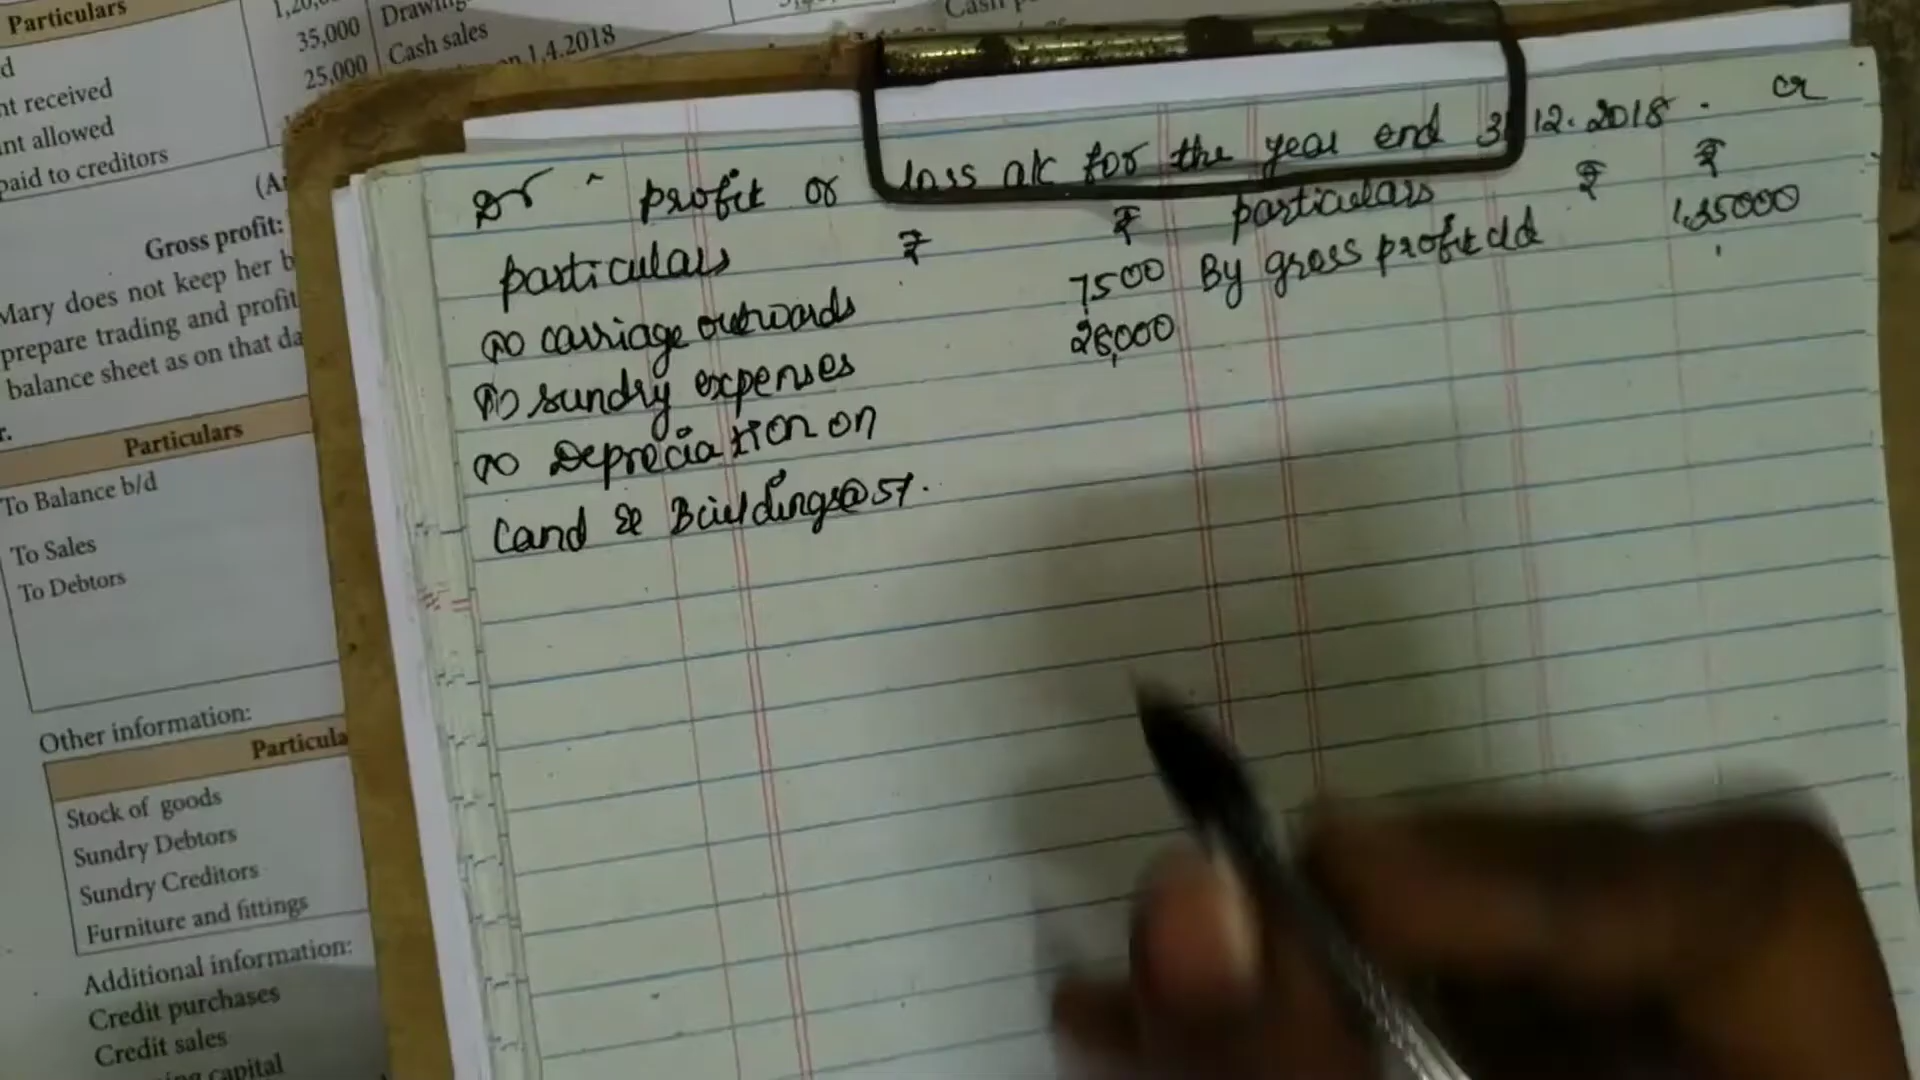 Particulars
35,000
25,000
Cash sales
on 1.4.2018
nt received
nt allowed
paid to creditors
Gross profit:
Mary does not keep her b
prepare trading and profit
balance sheet as on that da
r.
Particulars
To Balance b/d
To Sales
To Debtors
Other information:
Particula
Stock of goods
Sundry Debtors
Sundry Creditors
Furniture and fittings
Additional information:
Credit purchases
Credit sales
capital
Dr profit or loss a/c for the year end 31.12.2018. cr
particulars ₹ ₹ particulars ₹ ₹
To carriage outwards 7500 By gross profit d/d 1,35000
To sundry expenses 26,000
To Depreciation on
Land & Buildings@5%.